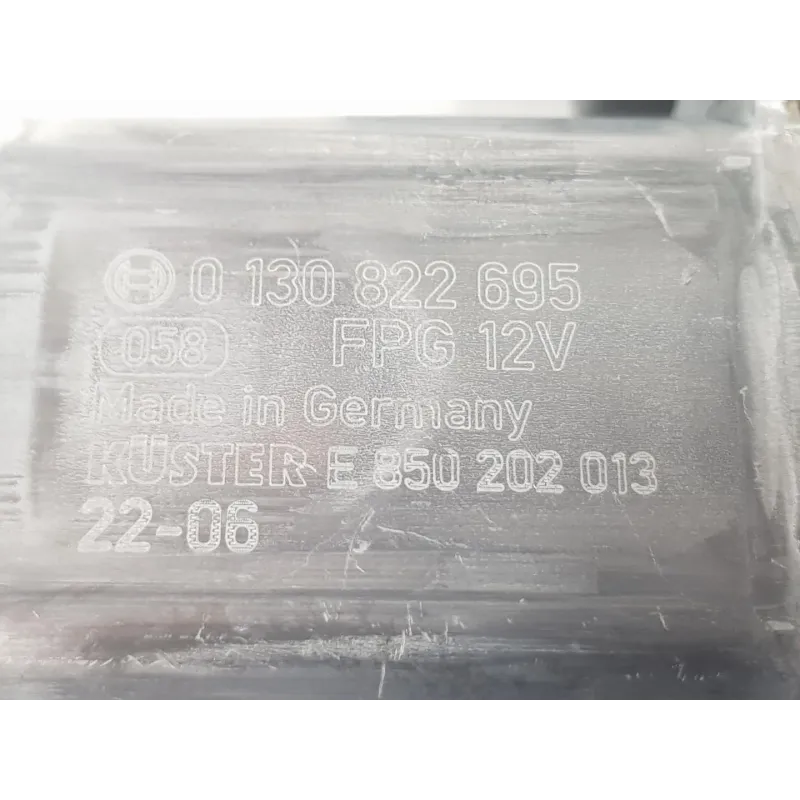 0 130 822 695
058 FPG 12V
Made in Germany
KÜSTER E 850 202 013
22-06